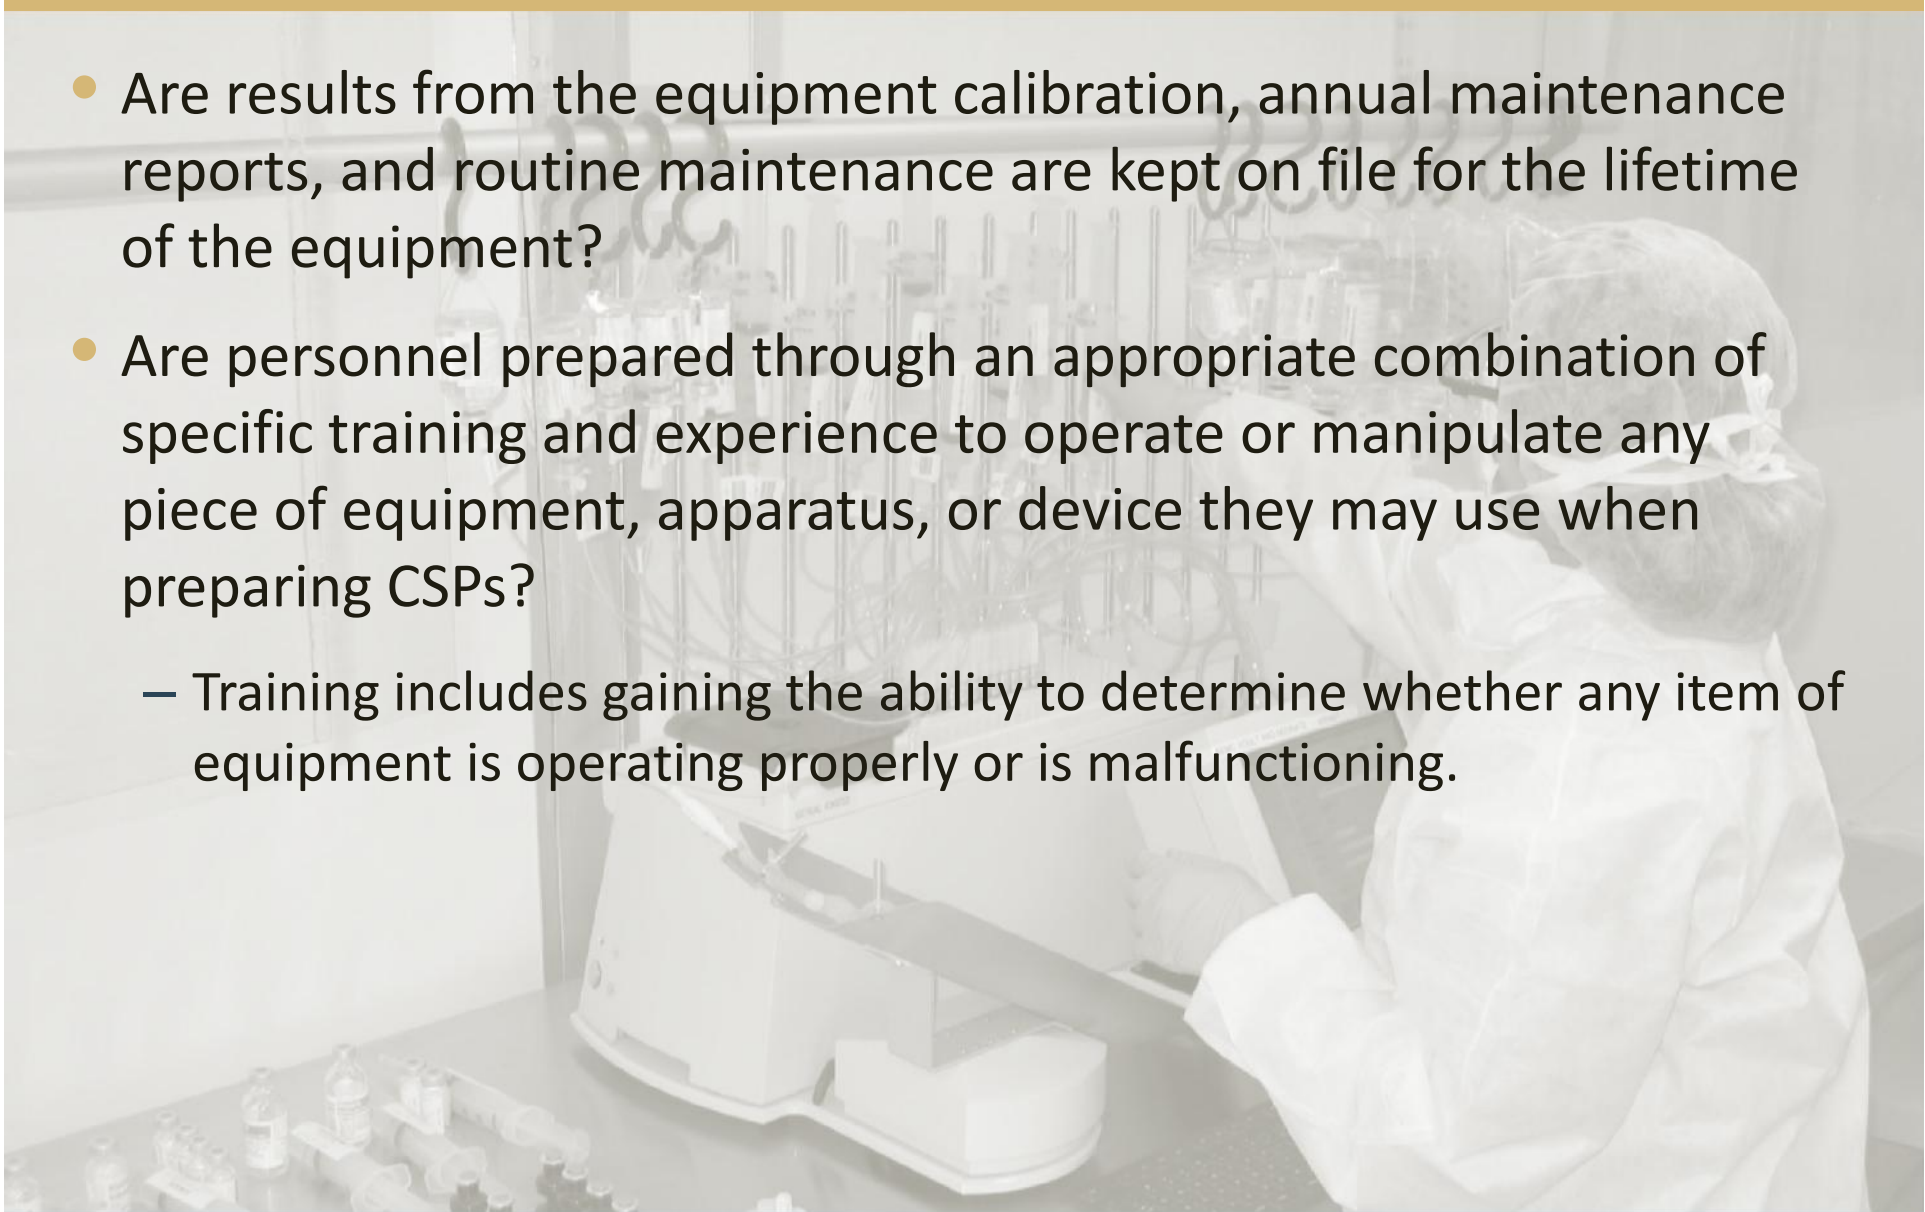 • Are results from the equipment calibration, annual maintenance
reports, and routine maintenance are kept on file for the lifetime
of the equipment?
• Are personnel prepared through an appropriate combination of
specific training and experience to operate or manipulate any
piece of equipment, apparatus, or device they may use when
preparing CSPs?
– Training includes gaining the ability to determine whether any item of
equipment is operating properly or is malfunctioning.